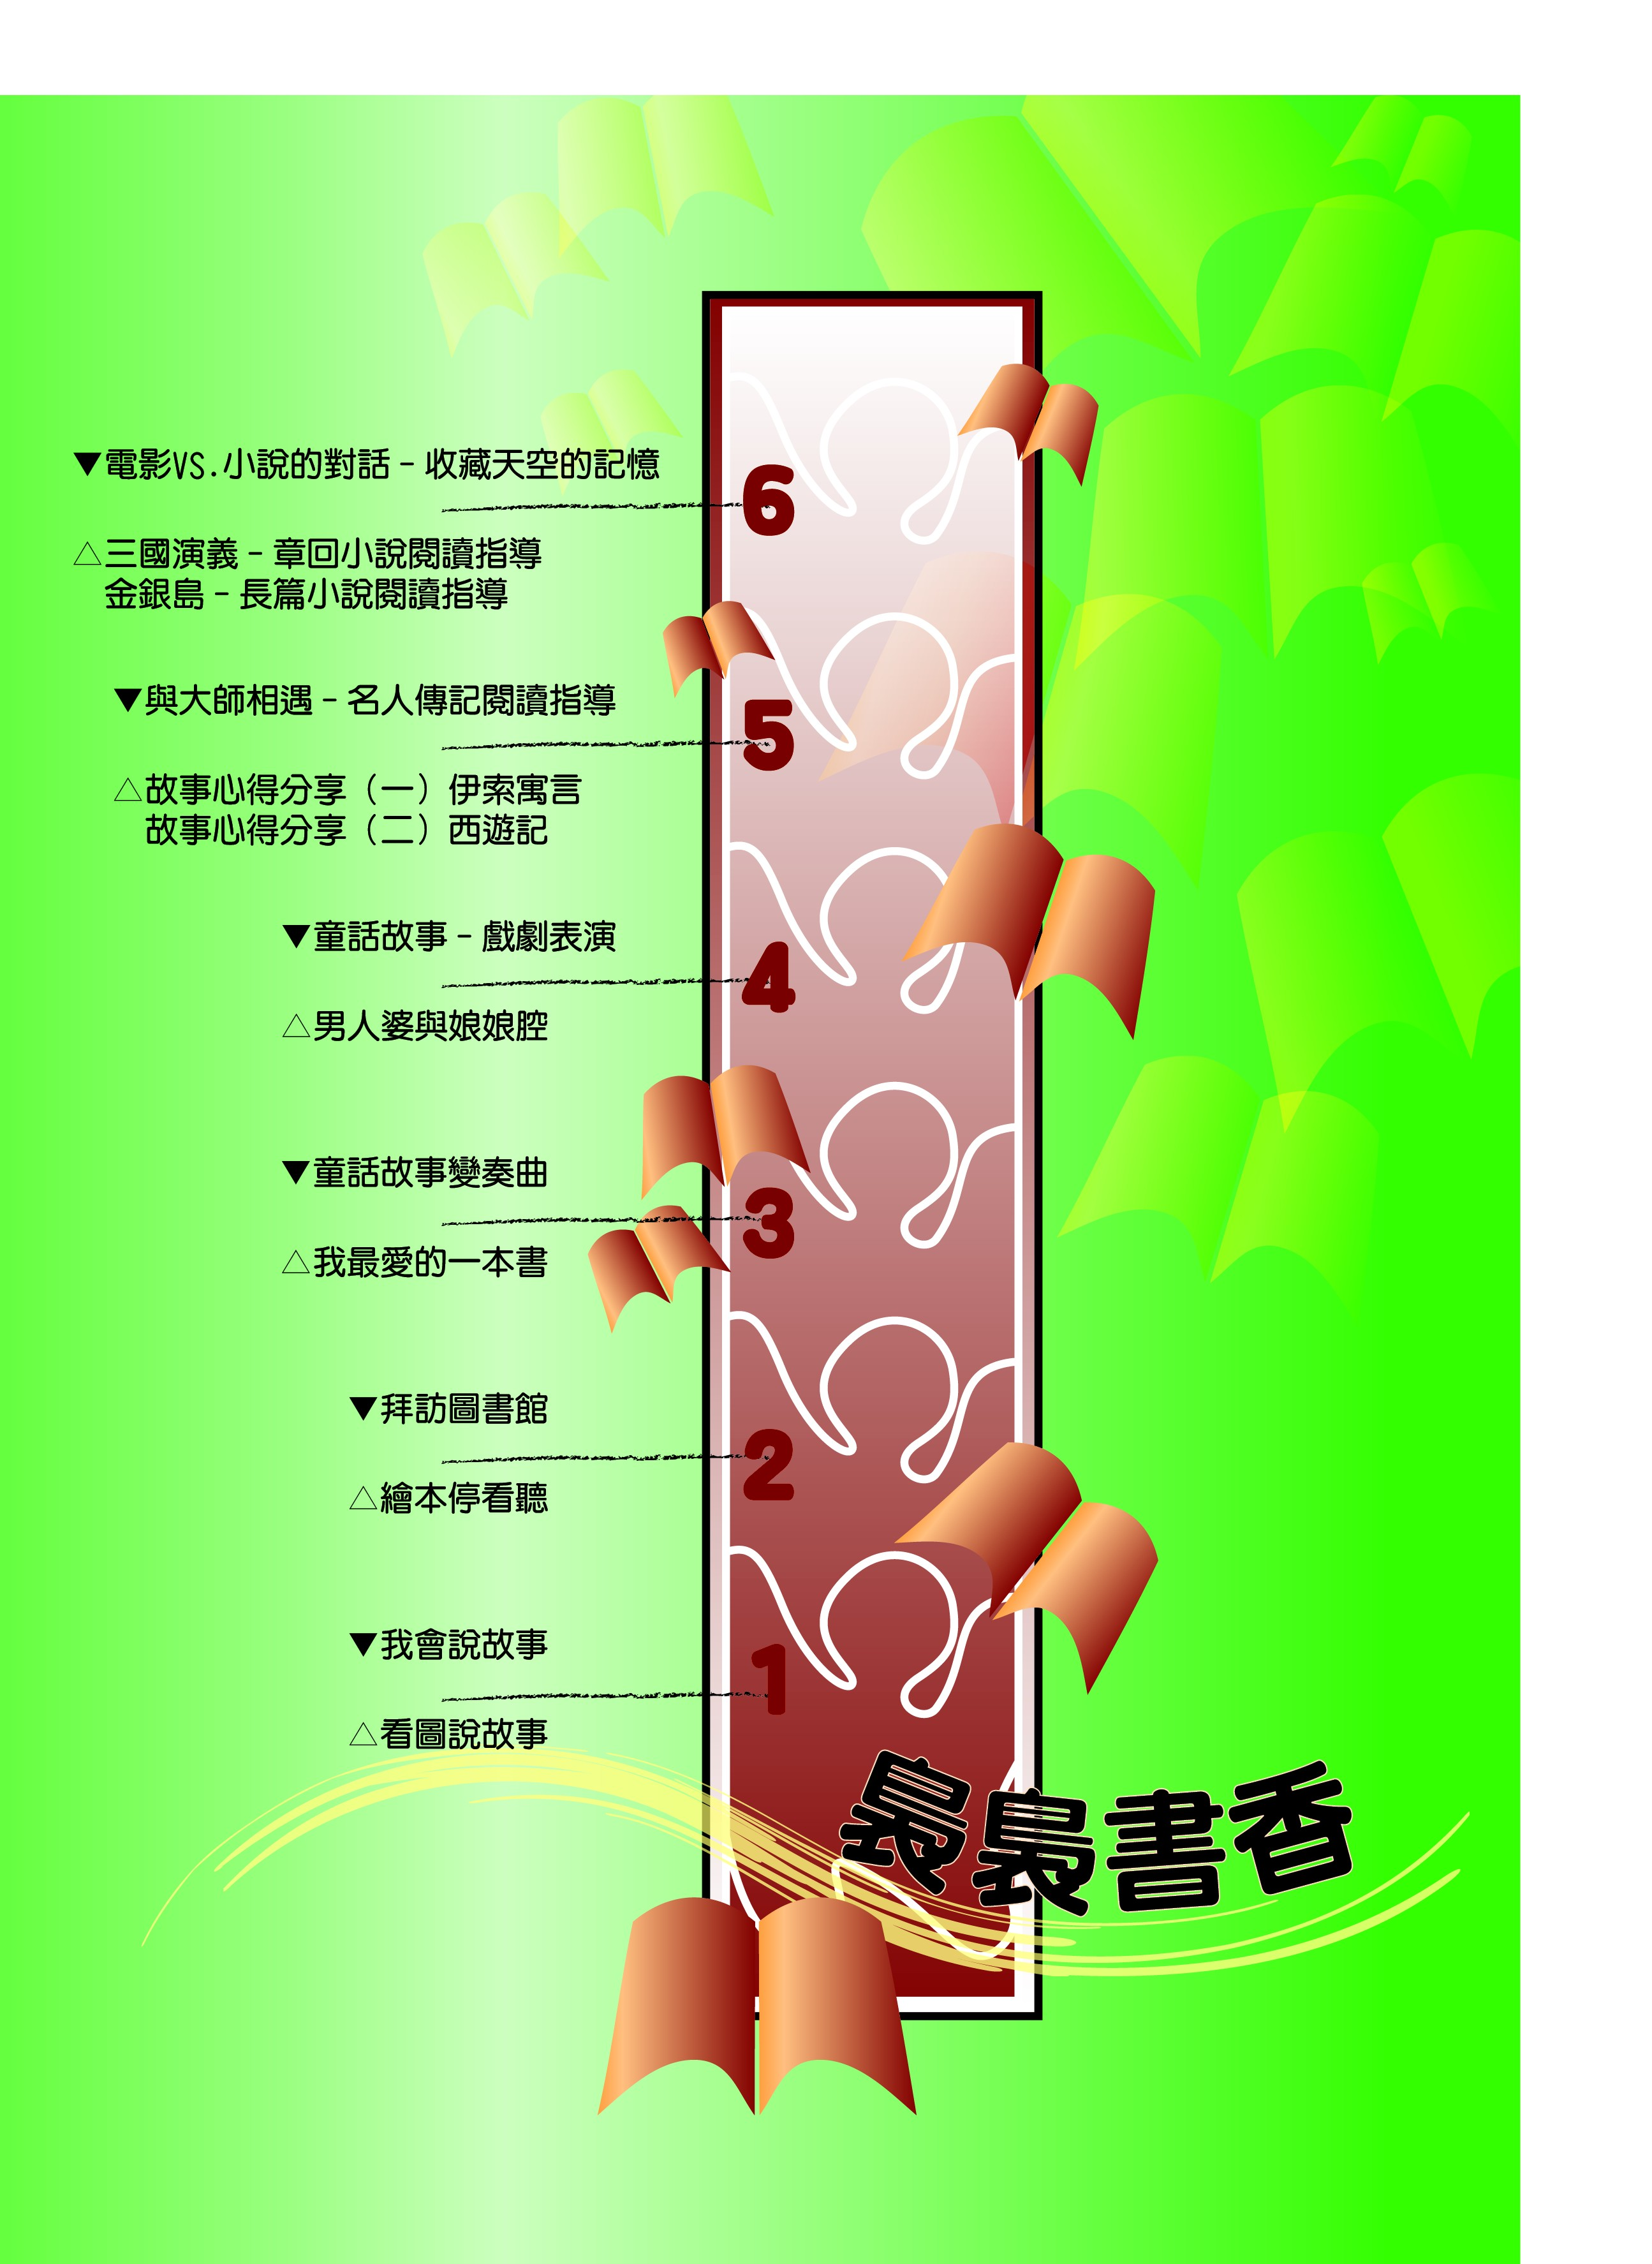 ▼電影VS.小說的對話－收藏天空的記憶
6
△三國演義－章回小說閱讀指導
金銀島－長篇小說閱讀指導
▼與大師相遇－名人傳記閱讀指導
5
△故事心得分享（一）伊索寓言
故事心得分享（二）西遊記
▼童話故事－戲劇表演
4
△男人婆與娘娘腔
▼童話故事變奏曲
3
△我最愛的一本書
▼拜訪圖書館
2
△繪本停看聽
▼我會說故事
1
△看圖說故事
裊裊書香